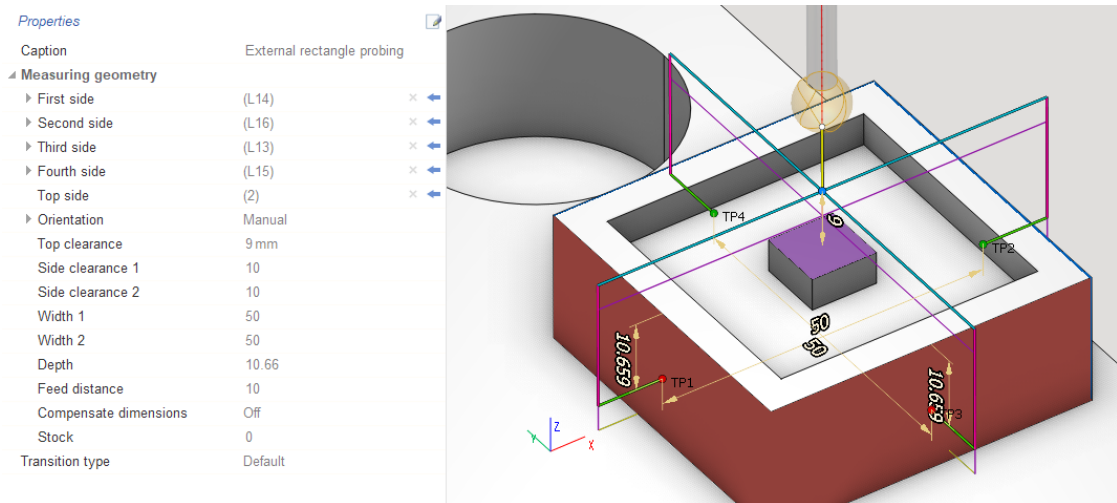 Properties
Caption External rectangle probing
Measuring geometry
First side (L14)
Second side (L16)
Third side (L13)
Fourth side (L15)
Top side (2)
Orientation Manual
Top clearance 9 mm
Side clearance 1 10
Side clearance 2 10
Width 1 50
Width 2 50
Depth 10.66
Feed distance 10
Compensate dimensions Off
Stock 0
Transition type Default
TP4
9
TP2
50
50
10.659
TP1
10.659
TP3
Z
Y
X